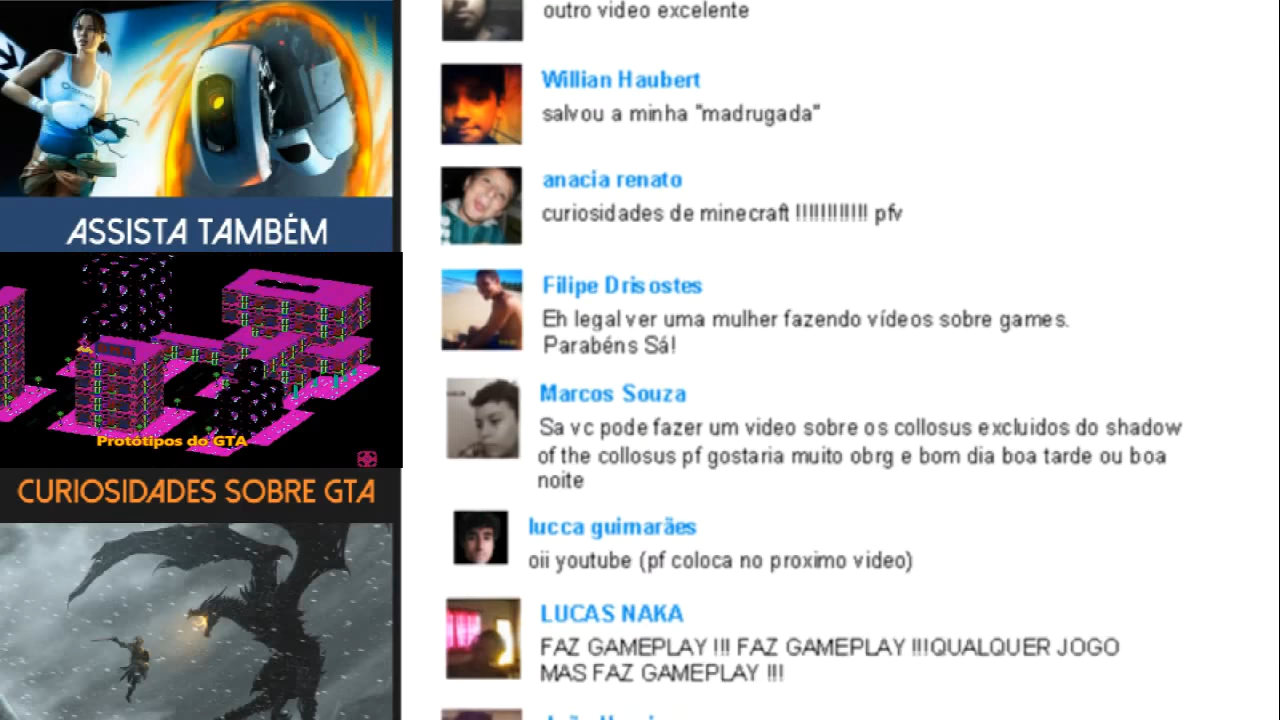 outro video excelente
Willian Haubert
salvou a minha "madrugada"
anacia renato
curiosidades de minecraft !!!!!!!!!!!!! pfv
Filipe Drisostes
Eh legal ver uma mulher fazendo vídeos sobre games.
Parabéns Sá!
Marcos Souza
Sa vc pode fazer um video sobre os collosus excluidos do shadow
of the collosus pf gostaria muito obrg e bom dia boa tarde ou boa
noite
lucca guimarães
oii youtube (pf coloca no proximo video)
LUCAS NAKA
FAZ GAMEPLAY !!! FAZ GAMEPLAY !!!QUALQUER JOGO
MAS FAZ GAMEPLAY !!!
ASSISTA TAMBÉM
Protótipos do GTA
CURIOSIDADES SOBRE GTA